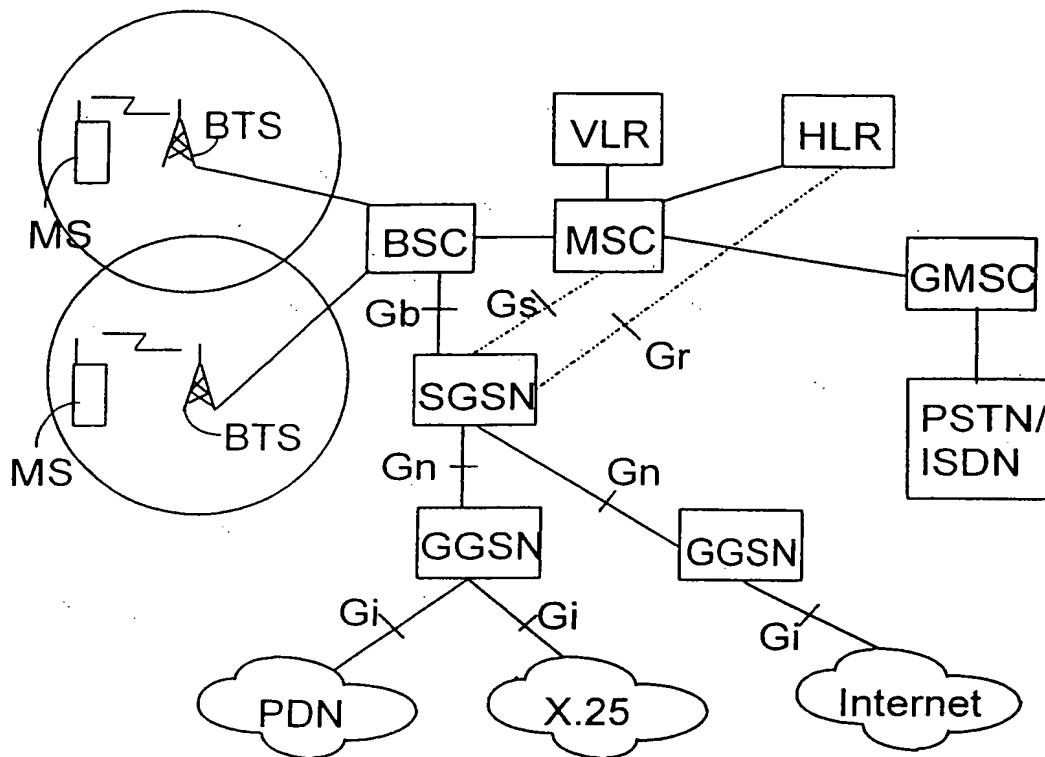 BTS
MS
VLR
HLR
BSC
MSC
GMSC
Gb
Gs
Gr
BTS
MS
SGSN
PSTN/
ISDN
Gn
Gn
GGSN
GGSN
Gi
Gi
Gi
PDN
X.25
Internet